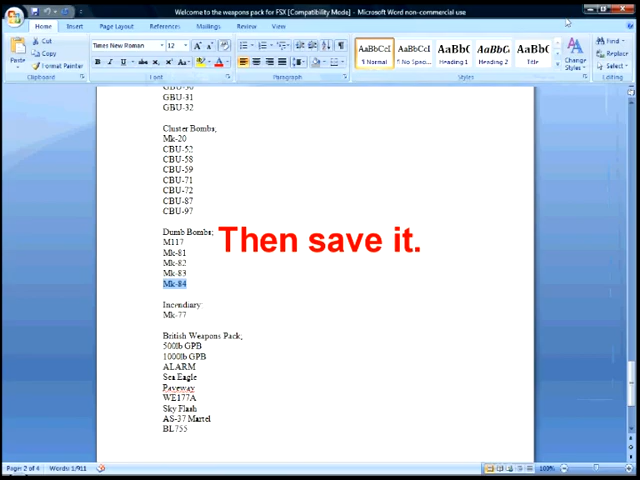 Welcome to the weapons pack for FSX [Compatibility Mode] - Microsoft Word non-commercial use
Home Insert Page Layout References Mailings Review View
Cut
Copy
Format Painter
Paste
Clipboard
Times New Roman 12
Font
Paragraph
AaBbCcI AaBbCcI AaBbC AaBbCc AaBbC
¶ Normal ¶ No Spac... Heading 1 Heading 2 Title
Styles
Change Styles
Find
Replace
Select
Editing
GBU-31
GBU-32
Cluster Bombs;
Mk-20
CBU-52
CBU-58
CBU-59
CBU-71
CBU-72
CBU-87
CBU-97
Dumb Bombs;
M117
Mk-81
Mk-82
Mk-83
Mk-84
Then save it.
Incendiary:
Mk-77
British Weapons Pack;
500lb GPB
1000lb GPB
ALARM
Sea Eagle
Paveway
WE177A
Sky Flash
AS-37 Martel
BL755
Page: 2 of 4 Words: 1/911
100%